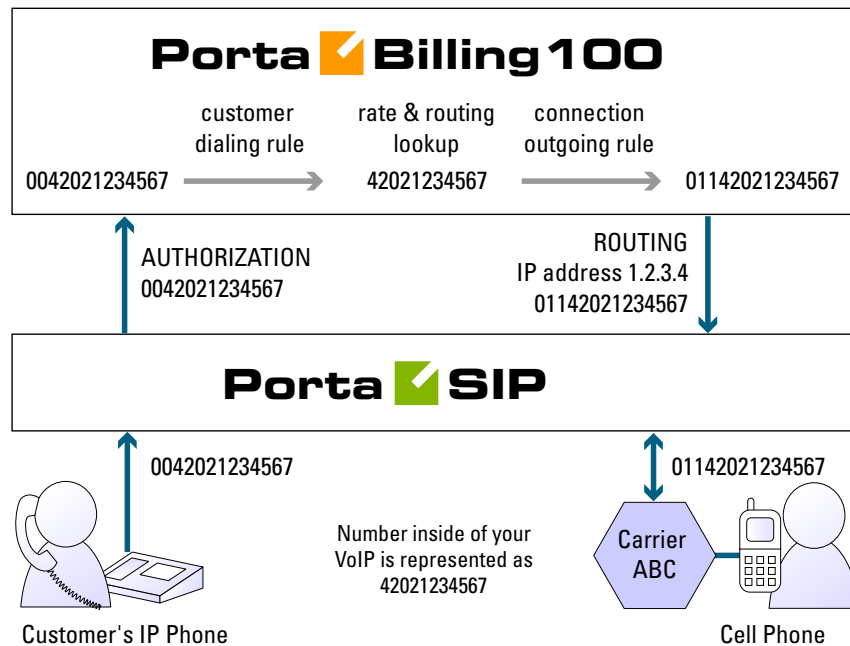 Porta Billing 100
customer
dialing rule
rate & routing
lookup
connection
outgoing rule
0042021234567
42021234567
01142021234567
AUTHORIZATION
0042021234567
ROUTING
IP address 1.2.3.4
01142021234567
Porta SIP
0042021234567
01142021234567
Number inside of your
VoIP is represented as
42021234567
Carrier
ABC
Customer's IP Phone
Cell Phone